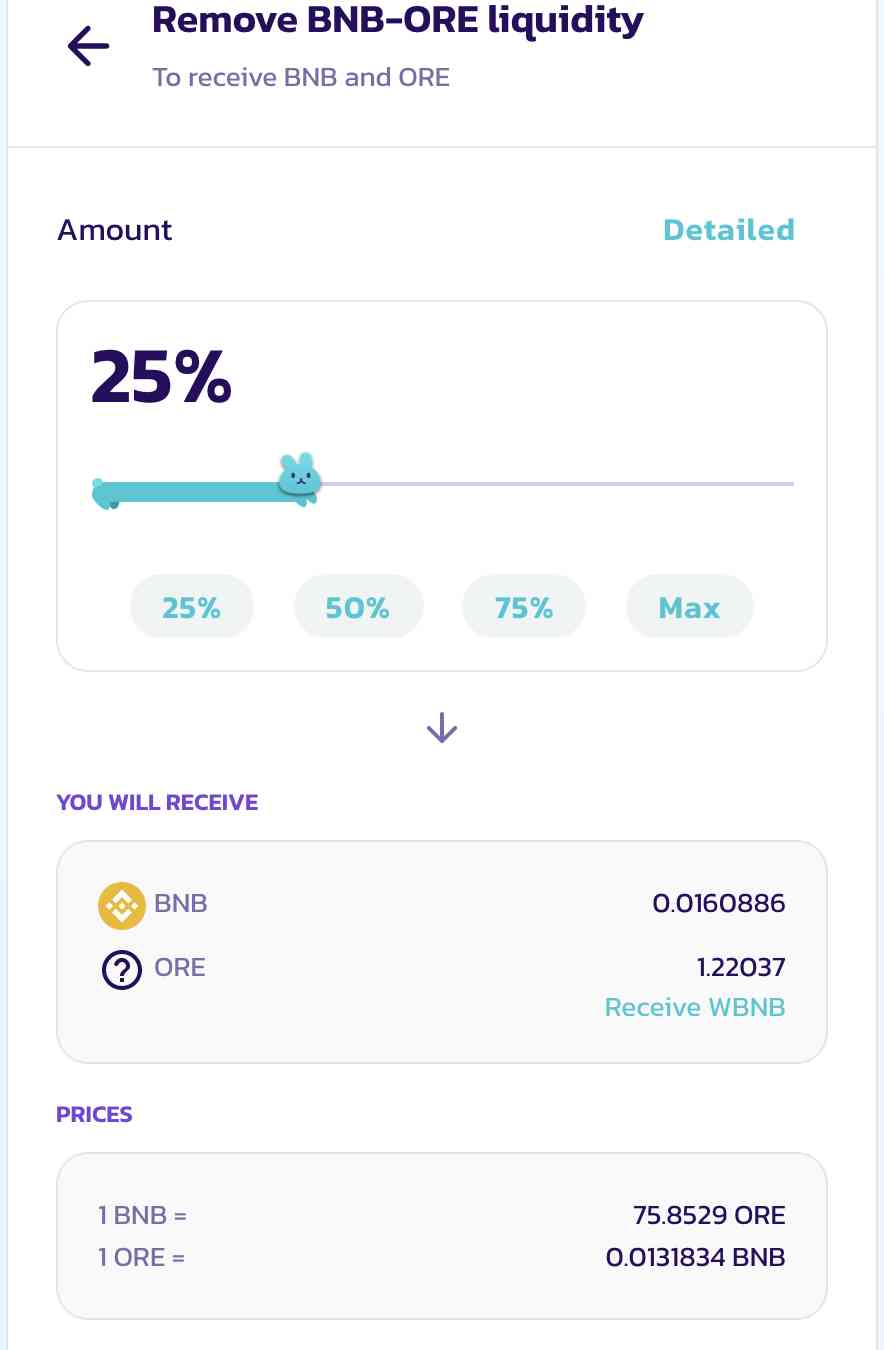 Remove BNB-ORE liquidity
To receive BNB and ORE
Amount
Detailed
25%
25%
50%
75%
Max
YOU WILL RECEIVE
BNB
0.0160886
ORE
1.22037
Receive WBNB
PRICES
1 BNB =
75.8529 ORE
1 ORE =
0.0131834 BNB